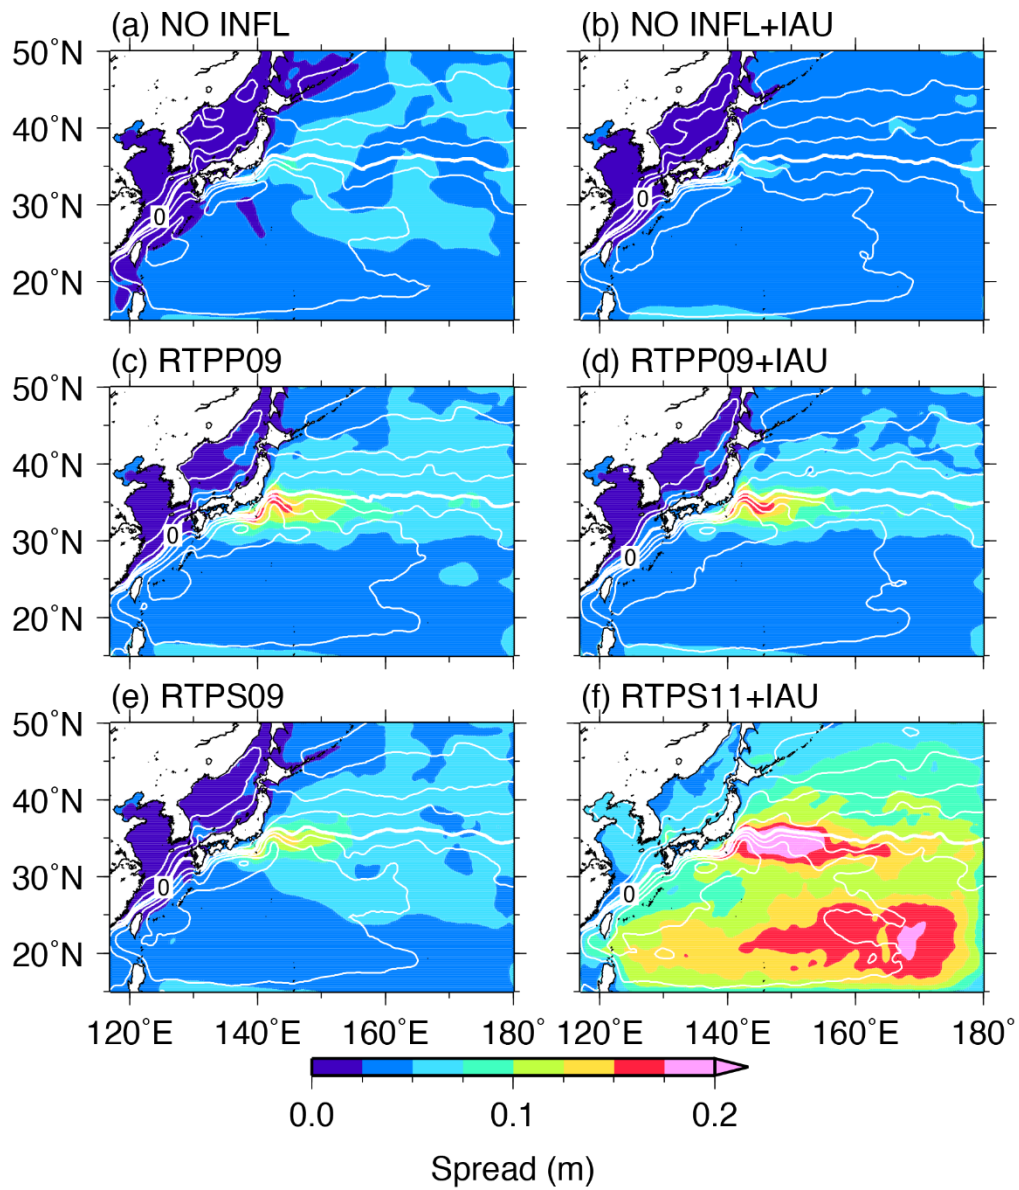 (a) NO INFL
(b) NO INFL+IAU
50°N
40°N
30°N
20°N
0
0
(c) RTPP09
(d) RTPP09+IAU
50°N
40°N
30°N
20°N
0
0
(e) RTPS09
(f) RTPS11+IAU
50°N
40°N
30°N
20°N
0
0
120°E 140°E 160°E 180°
120°E 140°E 160°E 180°
0.0 0.1 0.2
Spread (m)